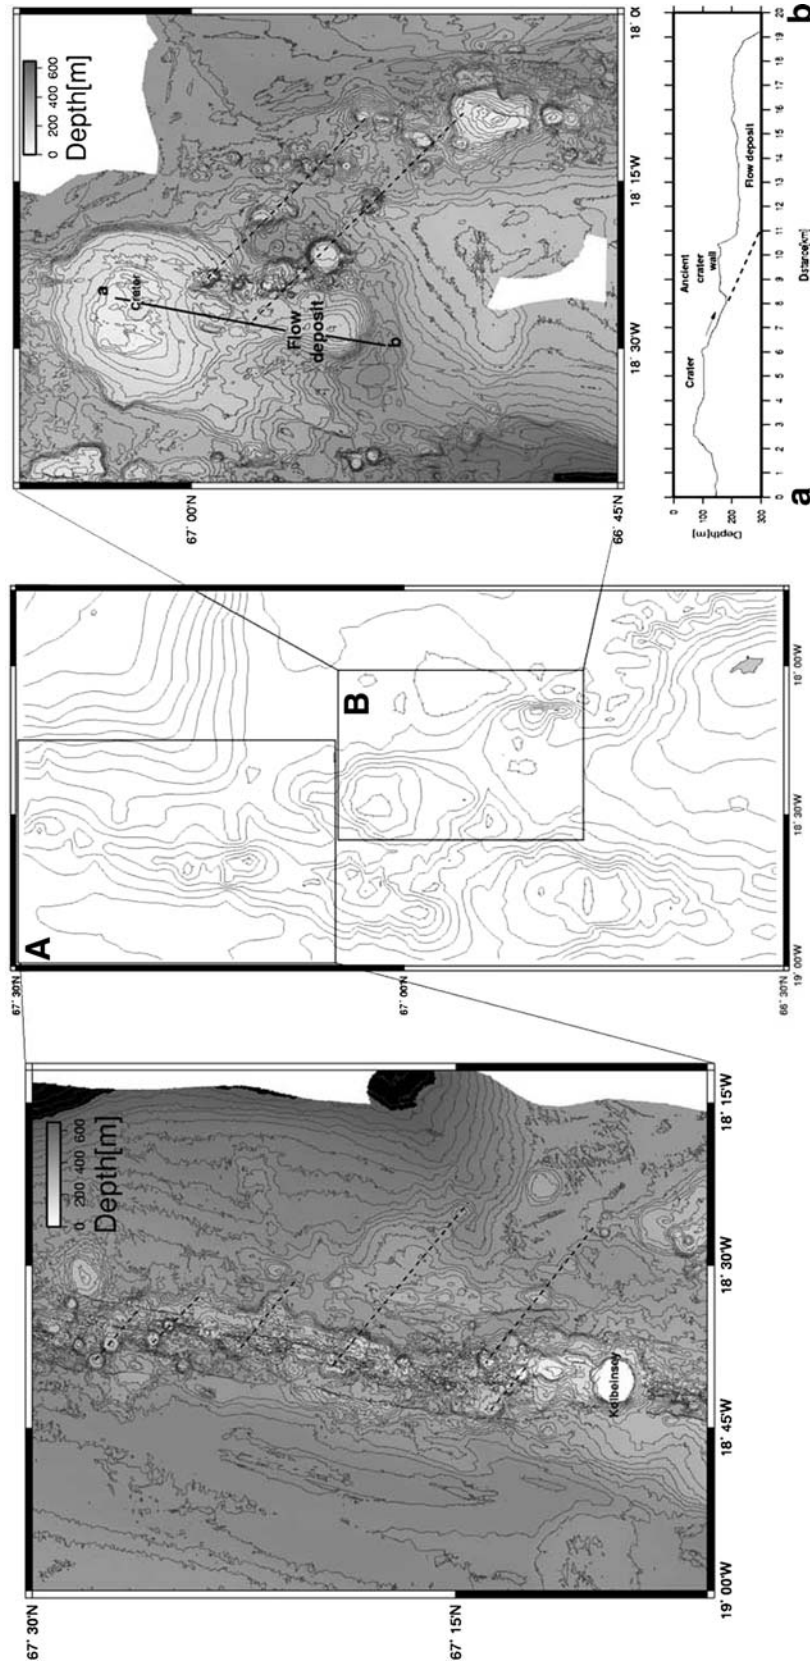 67˚ 30'N
67˚ 15'N
19˚ 00'W
18˚ 45'W
18˚ 30'W
18˚ 15'W
0 200 400 600
Depth[m]
Kolbeinsey
67˚ 30'N
67˚ 00'N
66˚ 30'N
19˚ 00'W
18˚ 30'W
18˚ 00'W
A
B
67˚ 00'N
66˚ 45'N
18˚ 30'W
18˚ 15'W
18˚ 0
0 200 400 600
Depth[m]
a
Crater
Flow
deposit
b
Depth[m]
0
100
200
300
Crater
Ancient
crater
wall
Flow deposit
0 1 2 3 4 5 6 7 8 9 10 11 12 13 14 15 16 17 18 19 20
Distance[km]
a
b